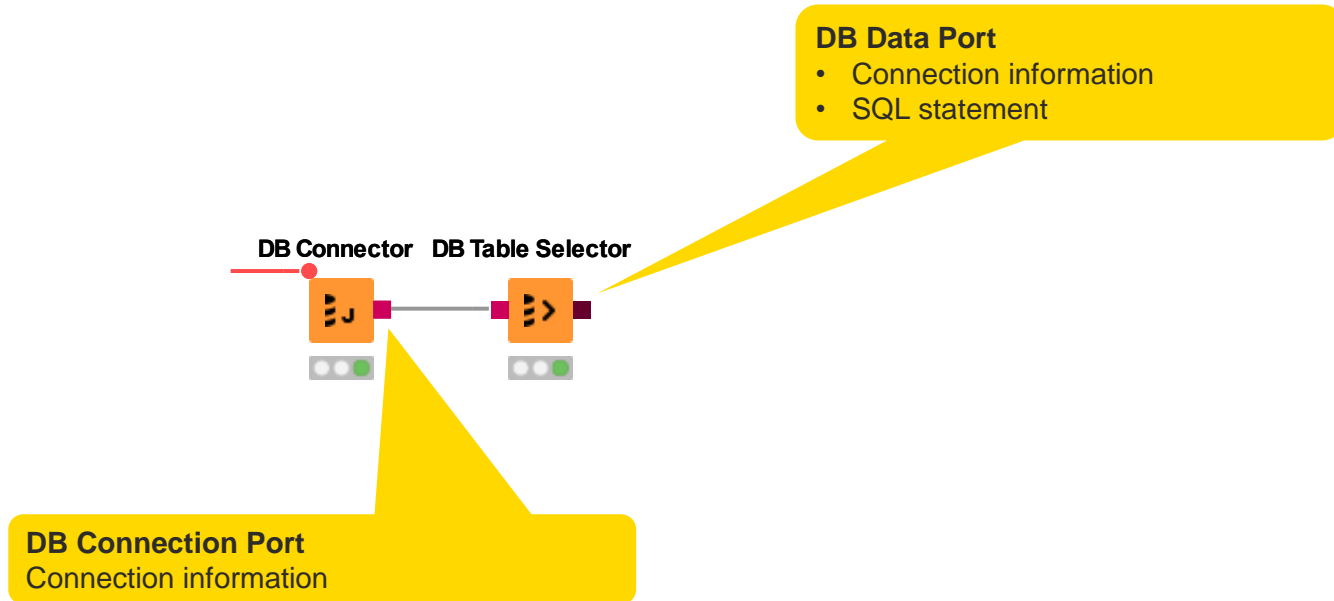 DB Data Port
• Connection information
• SQL statement
DB Connector DB Table Selector
DB Connection Port
Connection information